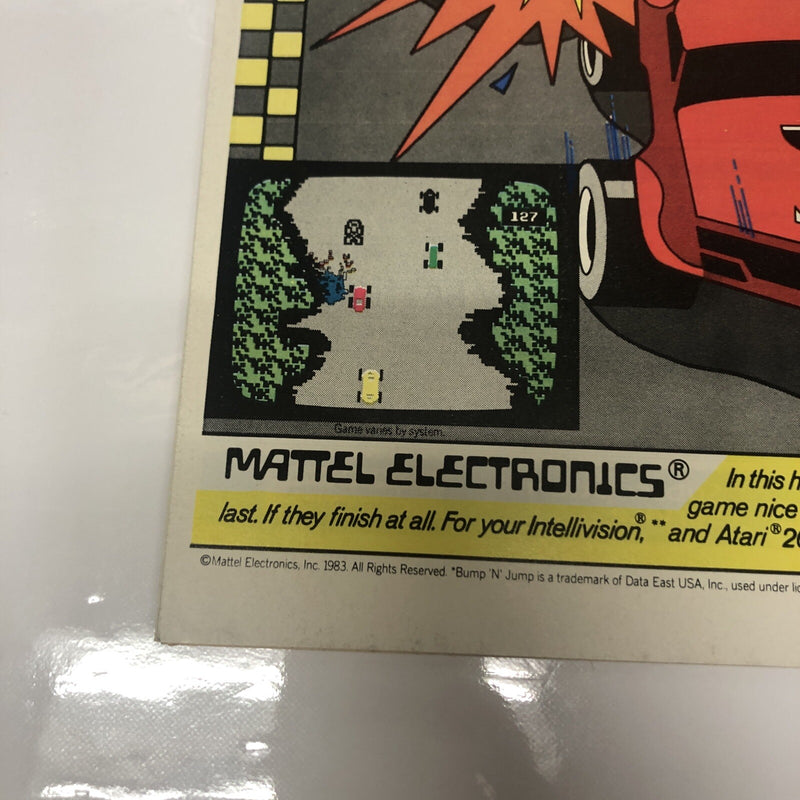 127
Game varies by system.
MATTEL ELECTRONICS®
In this h
game nice
last. If they finish at all. For your Intellivision,®** and Atari® 20
©Mattel Electronics, Inc. 1983. All Rights Reserved. *Bump 'N' Jump is a trademark of Data East USA, Inc., used under lic